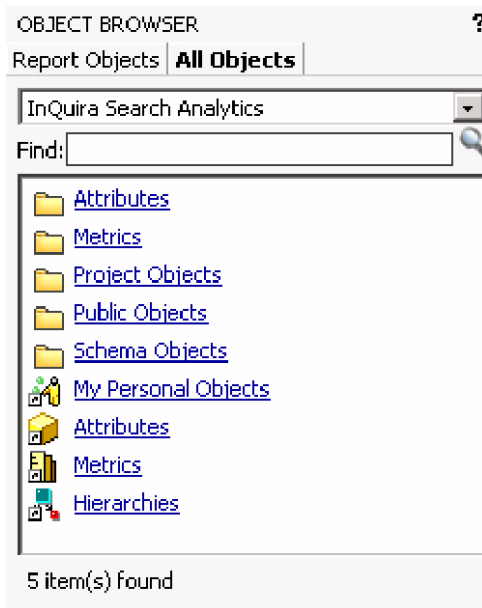 OBJECT BROWSER ?
Report Objects All Objects
InQuira Search Analytics
Find:
Attributes
Metrics
Project Objects
Public Objects
Schema Objects
My Personal Objects
Attributes
Metrics
Hierarchies
5 item(s) found